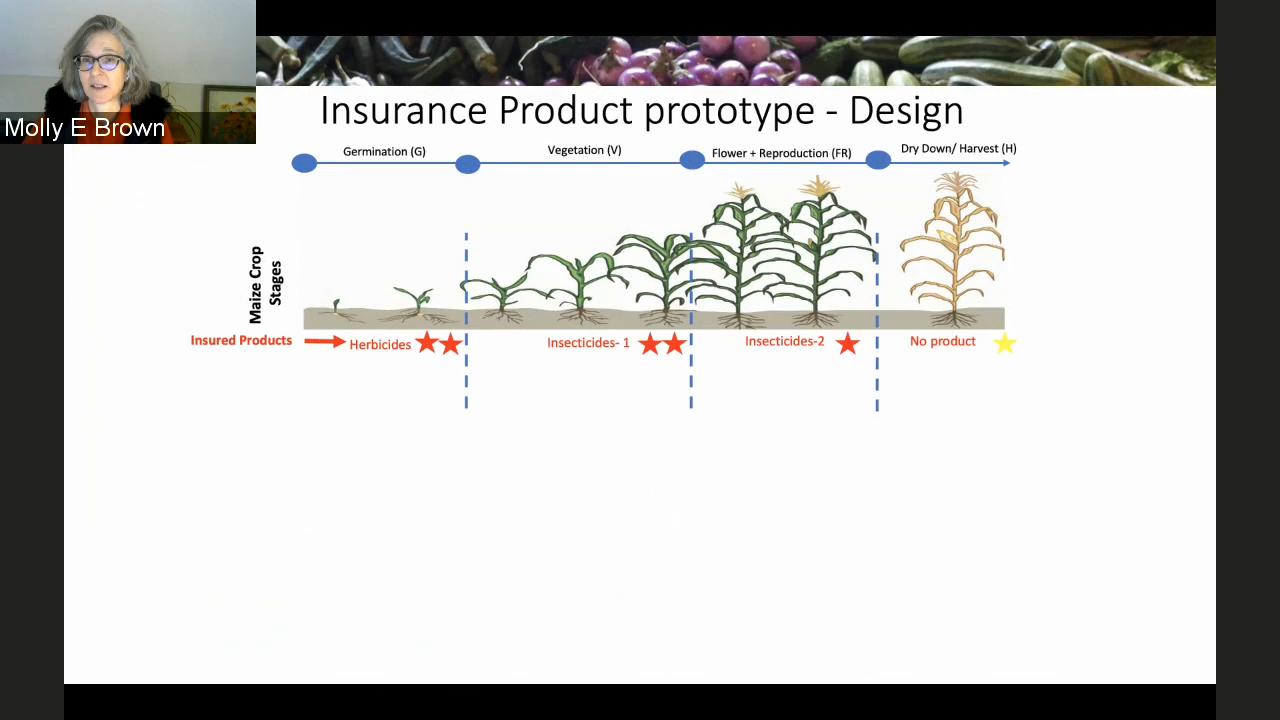 Molly E Brown
Insurance Product prototype - Design
Germination (G)
Vegetation (V)
Flower + Reproduction (FR)
Dry Down/ Harvest (H)
Maize Crop
Stages
Insured Products
Herbicides
Insecticides- 1
Insecticides-2
No product